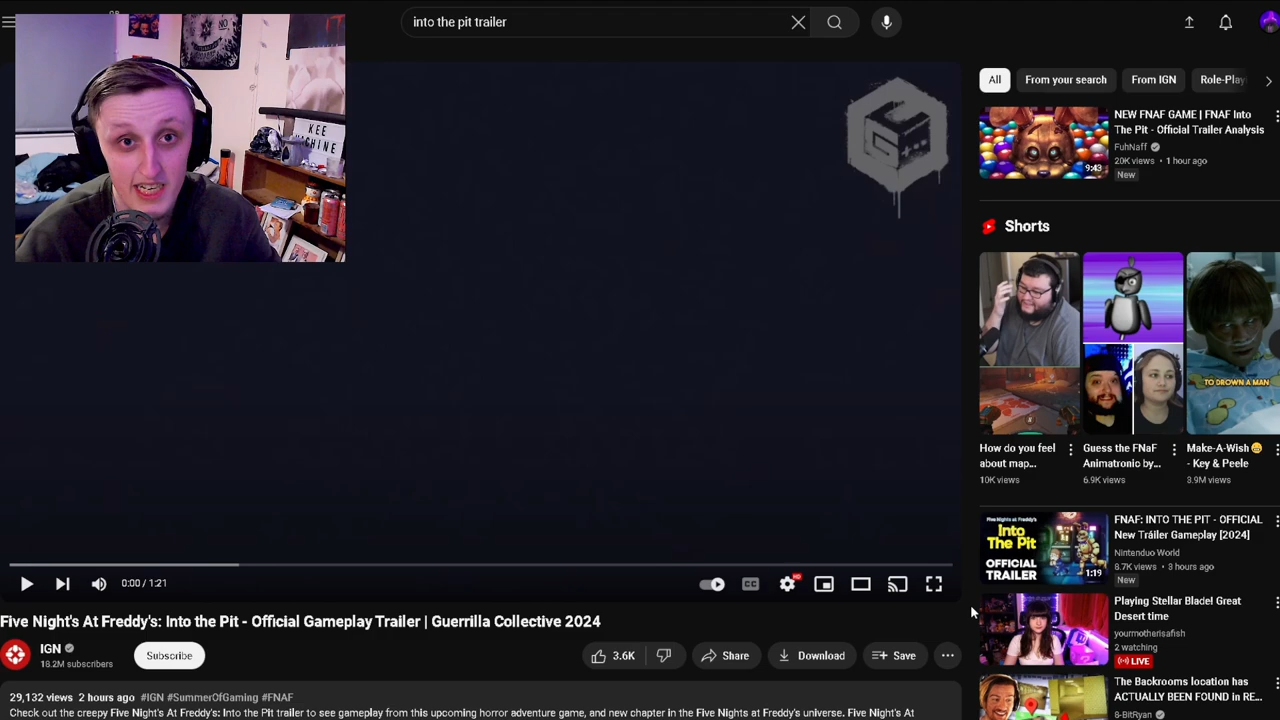 into the pit trailer
KEE
MACHINE
0:00 / 1:21
CC
HD
Five Night's At Freddy's: Into the Pit - Official Gameplay Trailer | Guerrilla Collective 2024
IGN
18.2M subscribers
Subscribe
3.6K
Share
Download
Save
29,132 views 2 hours ago #IGN #SummerOfGaming #FNAF
Check out the creepy Five Night's At Freddy's: Into the Pit trailer to see gameplay from this upcoming horror adventure game, and new chapter in the Five Nights at Freddy's universe. Five Night's At
All
From your search
From IGN
Role-Play
9:43
NEW FNAF GAME | FNAF Into
The Pit - Official Trailer Analysis
FuhNaff
20K views • 1 hour ago
New
Shorts
TO DROWN A MAN
How do you feel
about map...
10K views
Guess the FNaF
Animatronio by...
6.9K views
Make-A-Wish
- Key & Peele
3.9M views
Five Nights at Freddy's
Into
The Pit
OFFICIAL
TRAILER
1:19
FNAF: INTO THE PIT - OFFICIAL
New Tráiler Gameplay [2024]
Nintenduo World
8.7K views • 3 hours ago
New
Playing Stellar Blade! Great
Desert time
yourmotherisafish
2 watching
LIVE
The Backrooms location has
ACTUALLY BEEN FOUND in RE...
8-BitRyan